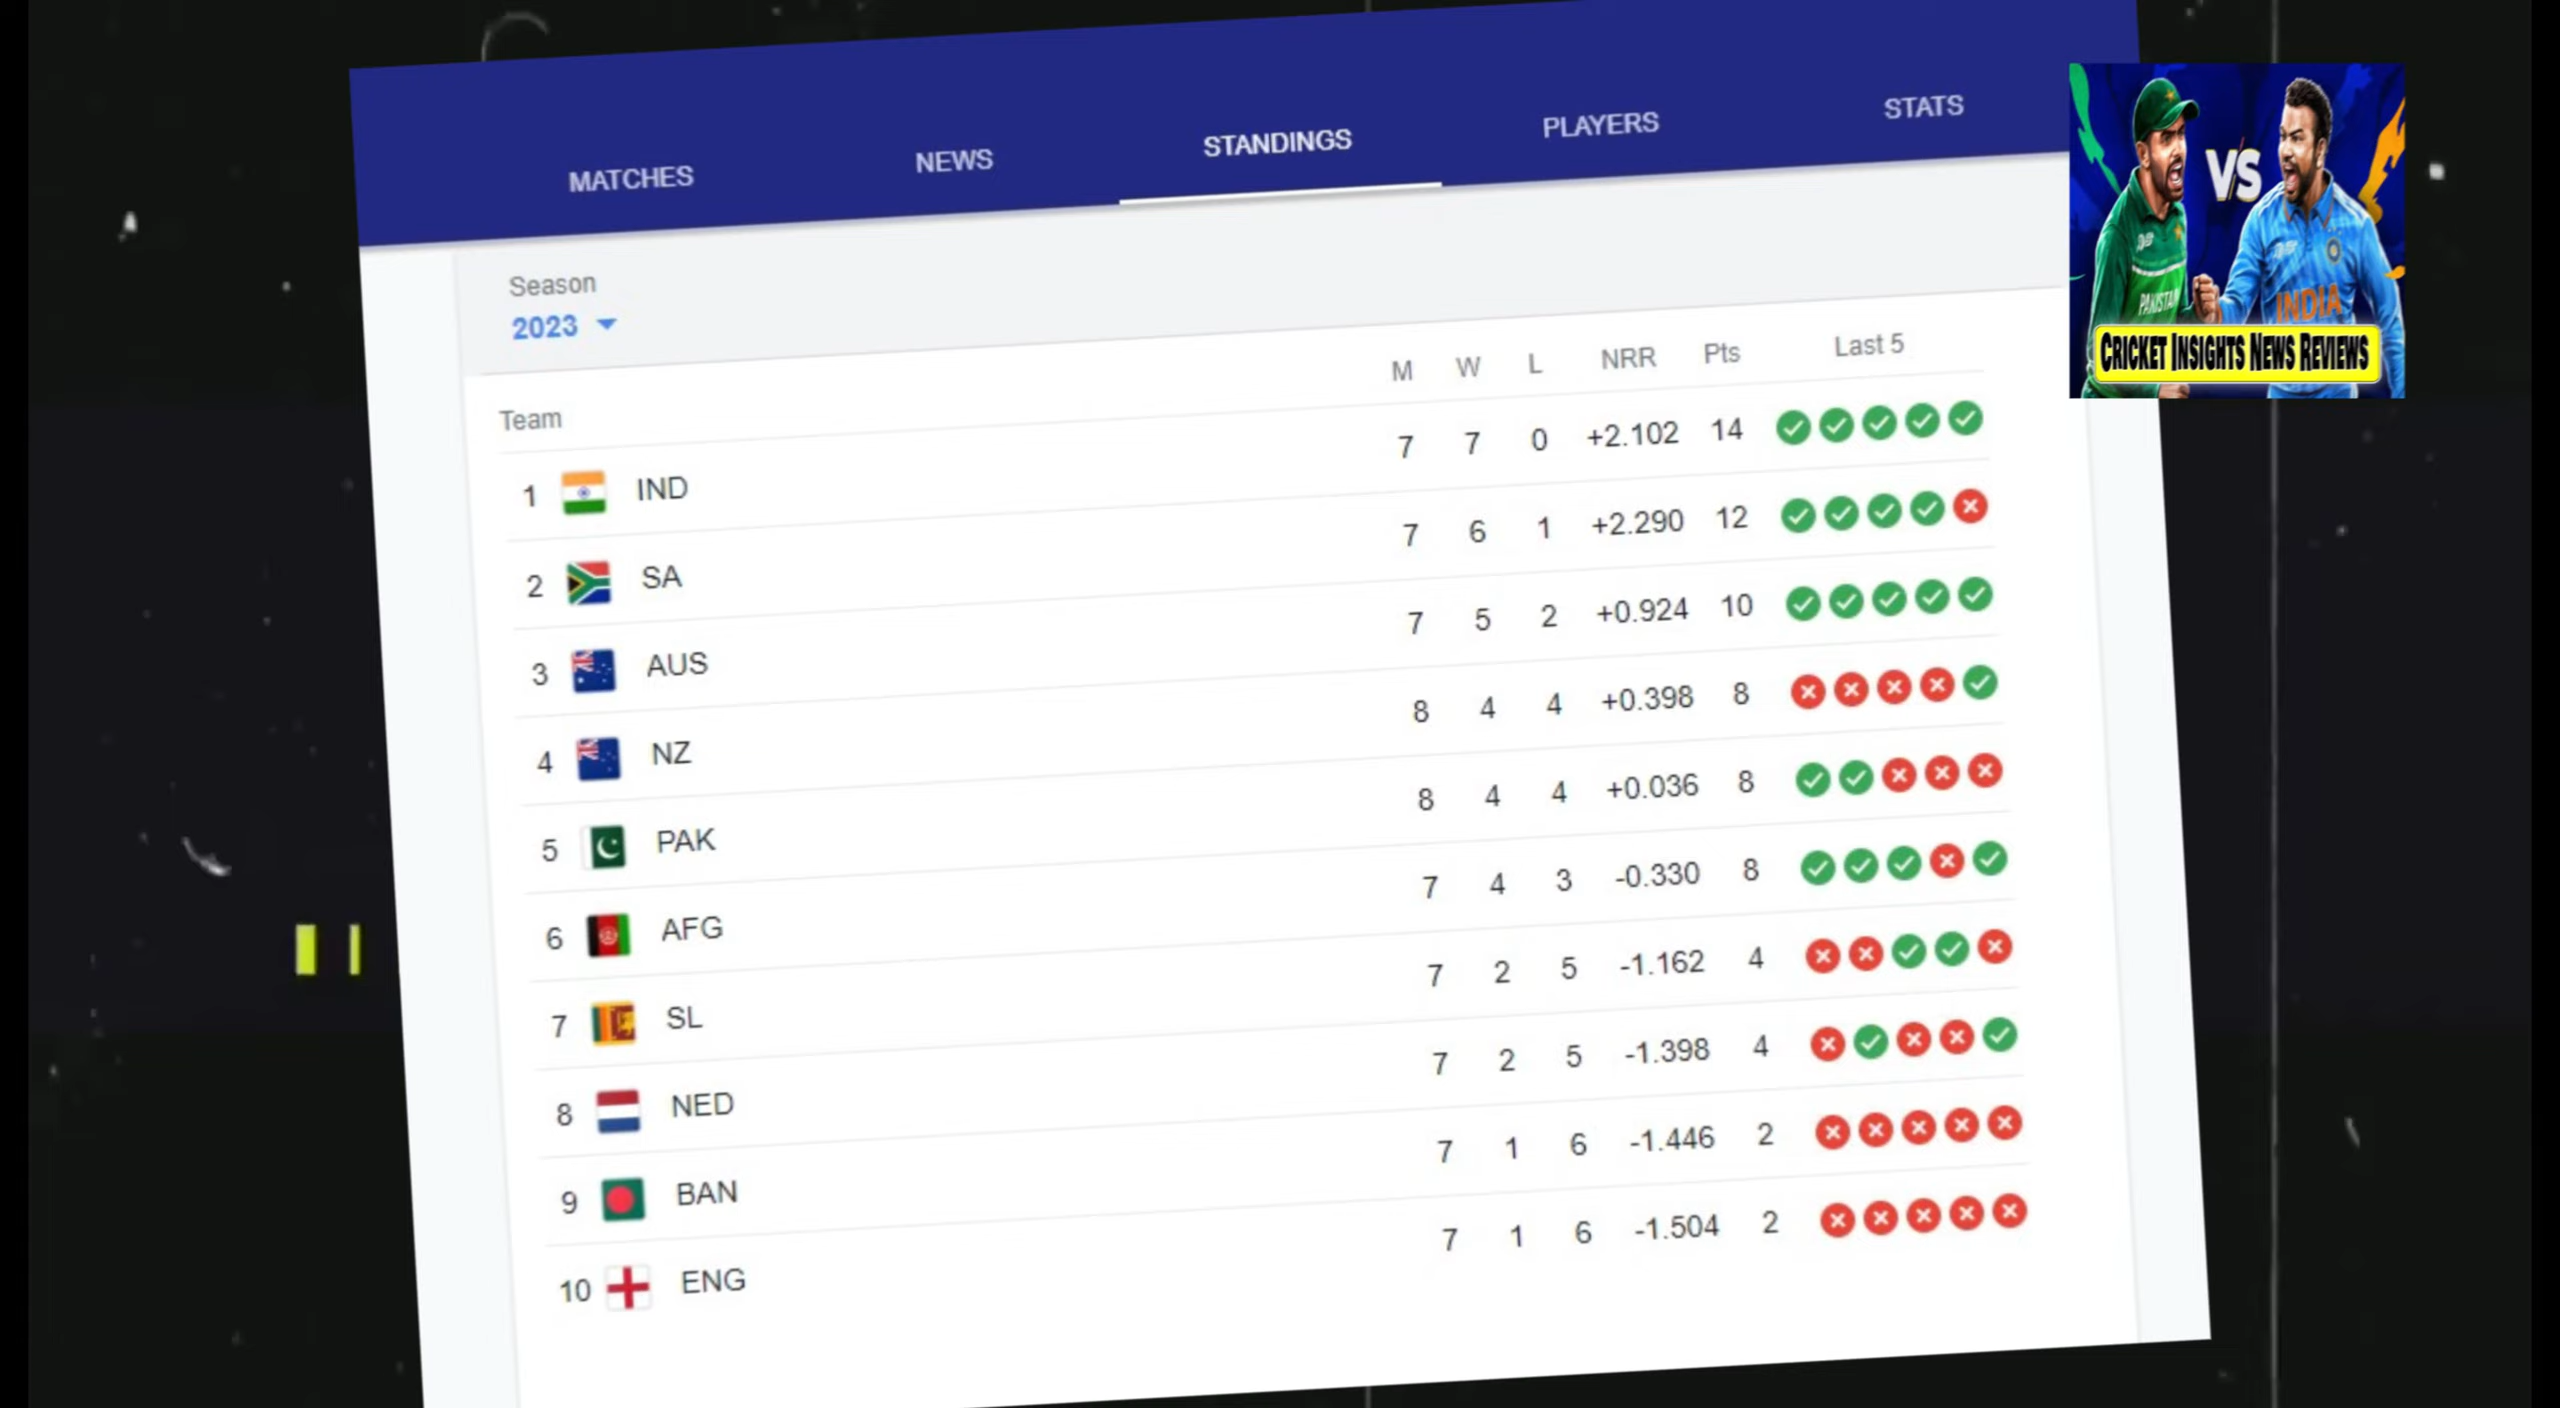 MATCHES NEWS STANDINGS PLAYERS STATS
Season
2023
Team M W L NRR Pts Last 5
1 IND 7 7 0 +2.102 14
2 SA 7 6 1 +2.290 12
3 AUS 7 5 2 +0.924 10
4 NZ 8 4 4 +0.398 8
5 PAK 8 4 4 +0.036 8
6 AFG 7 4 3 -0.330 8
7 SL 7 2 5 -1.162 4
8 NED 7 2 5 -1.398 4
9 BAN 7 1 6 -1.446 2
10 ENG 7 1 6 -1.504 2
VS
PAKISTAN
INDIA
CRICKET INSIGHTS NEWS REVIEWS